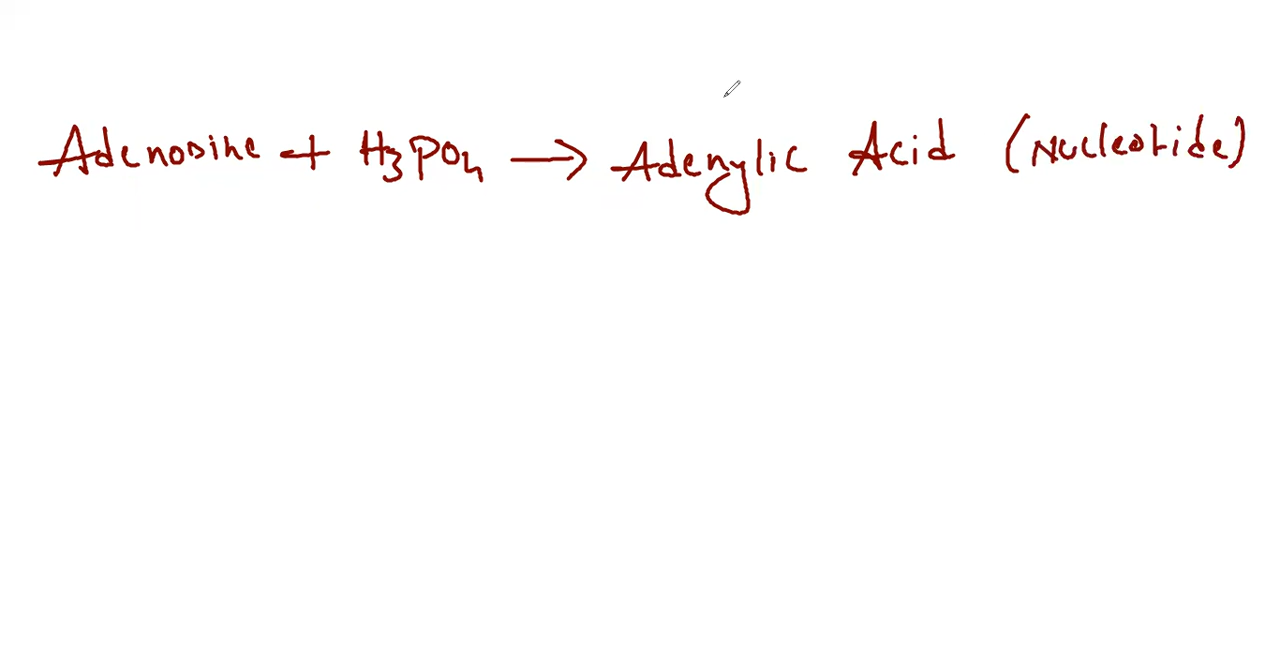 Adenosine + H3PO4 → Adenylic Acid (Nucleotide)